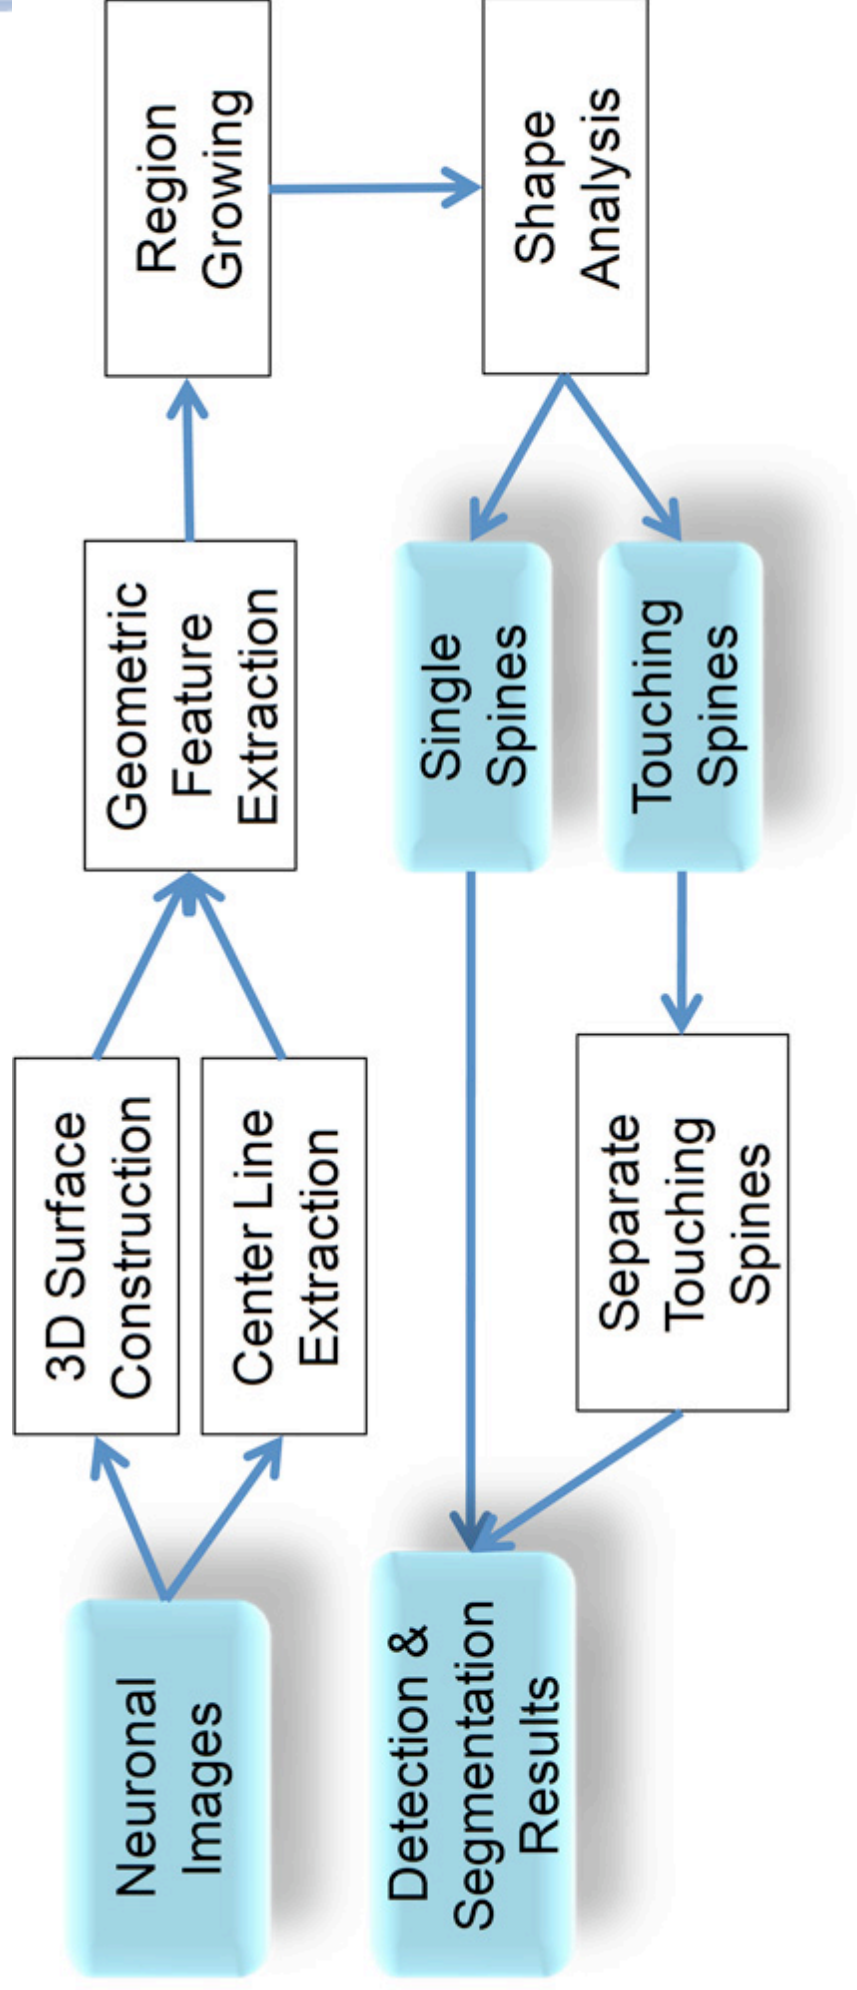 Neuronal
Images
3D Surface
Construction
Center Line
Extraction
Geometric
Feature
Extraction
Region
Growing
Shape
Analysis
Single
Spines
Touching
Spines
Separate
Touching
Spines
Detection &
Segmentation
Results